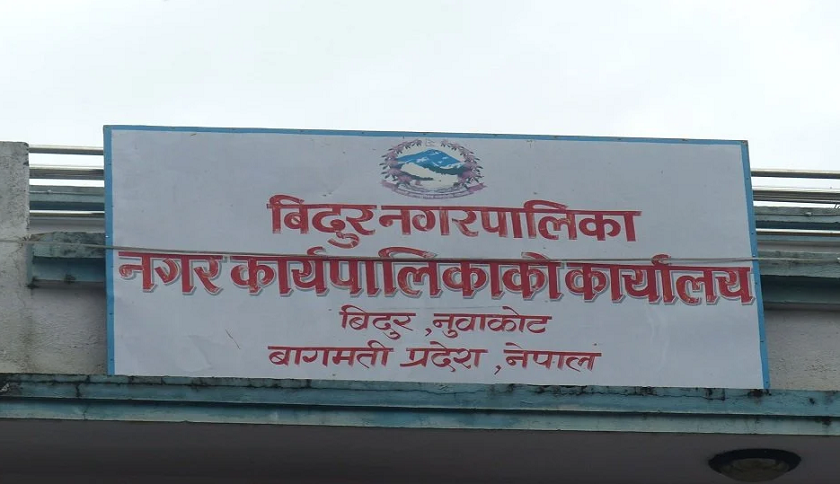 बिदुर नगरपालिका
नगर कार्यपालिकाको कार्यालय
बिदुर ,नुवाकोट
बागमती प्रदेश ,नेपाल